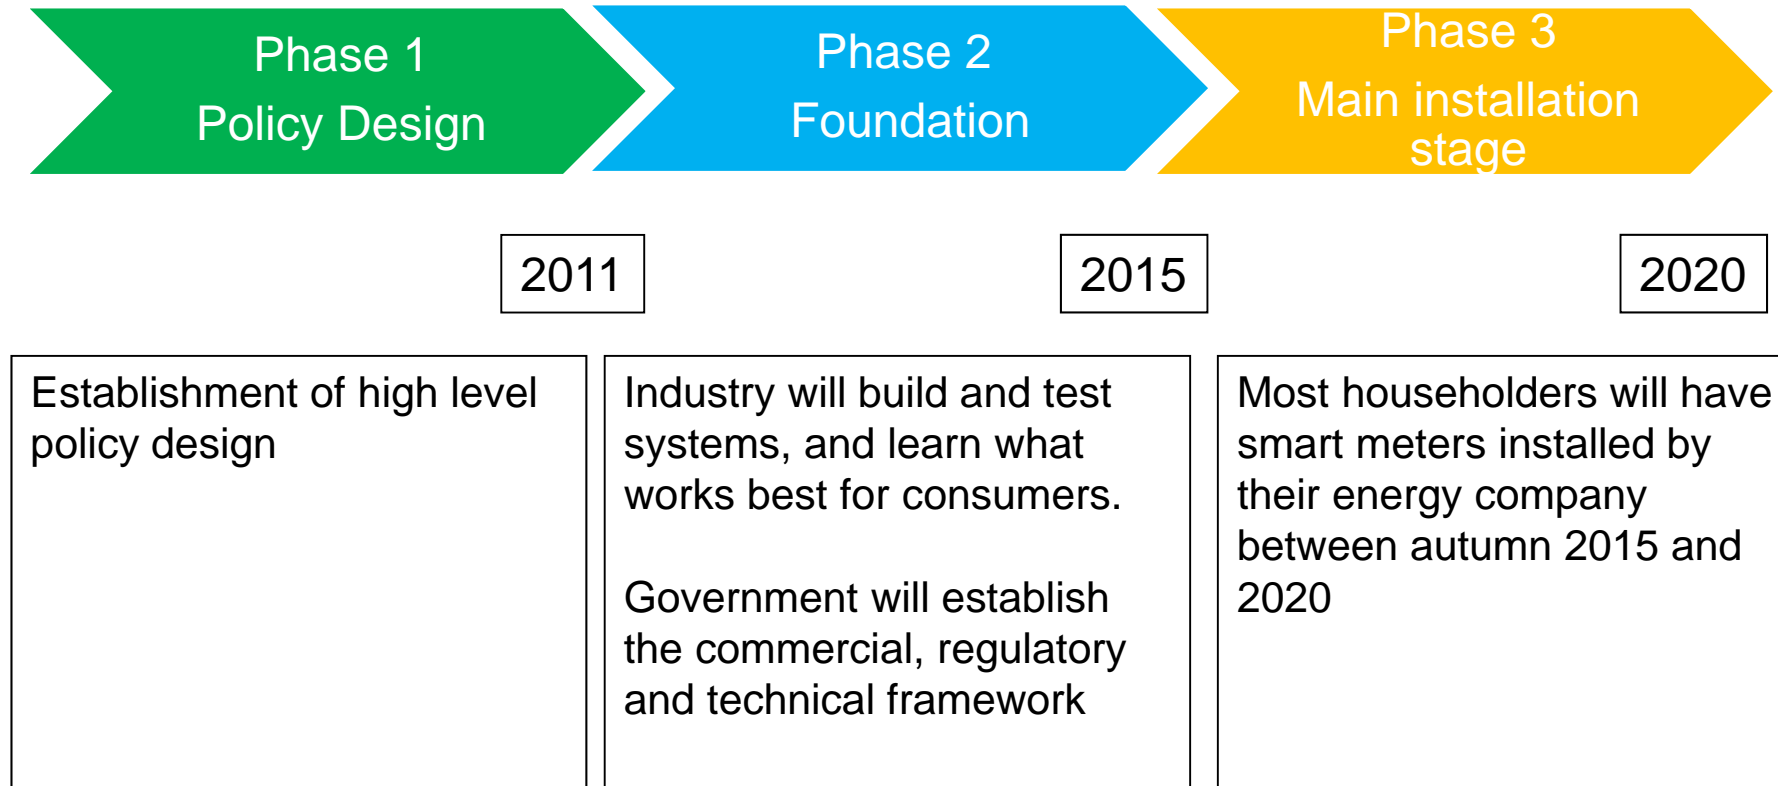 Phase 1
Policy Design
Phase 2
Foundation
Phase 3
Main installation
stage
2011
2015
2020
Establishment of high level
policy design
Industry will build and test
systems, and learn what
works best for consumers.
Government will establish
the commercial, regulatory
and technical framework
Most householders will have
smart meters installed by
their energy company
between autumn 2015 and
2020